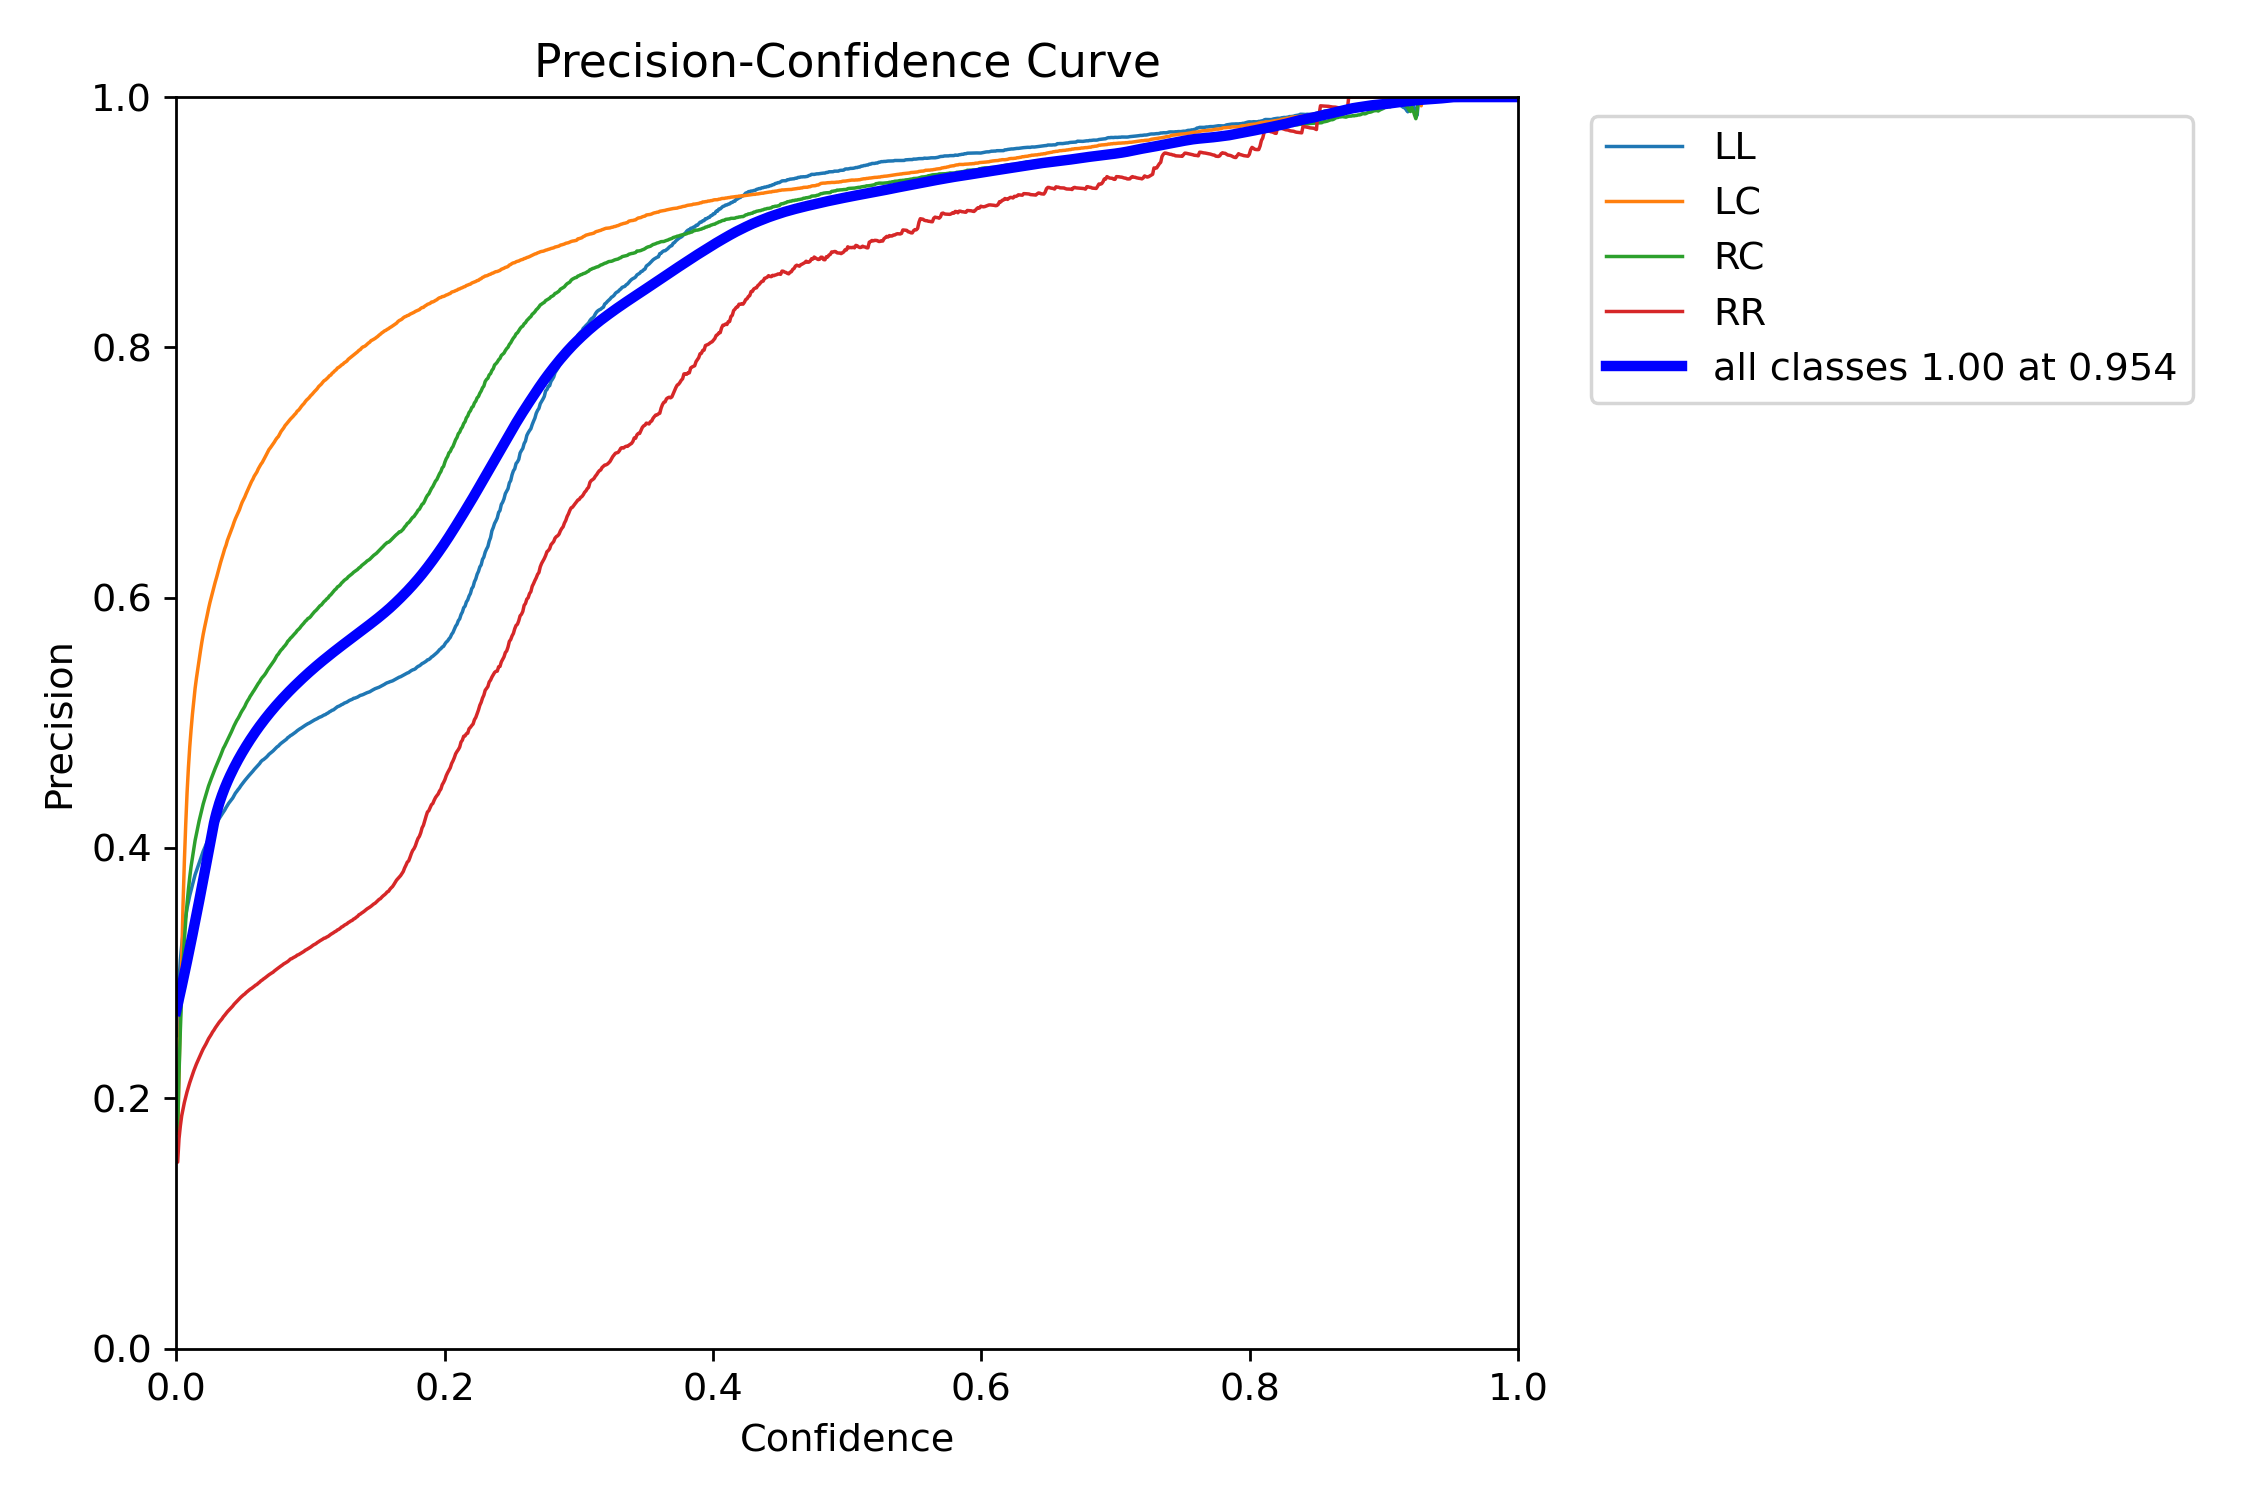 Precision-Confidence Curve
1.0
0.8
0.6
0.4
0.2
0.0
Precision
0.0 0.2 0.4 0.6 0.8 1.0
Confidence
LL
LC
RC
RR
all classes 1.00 at 0.954